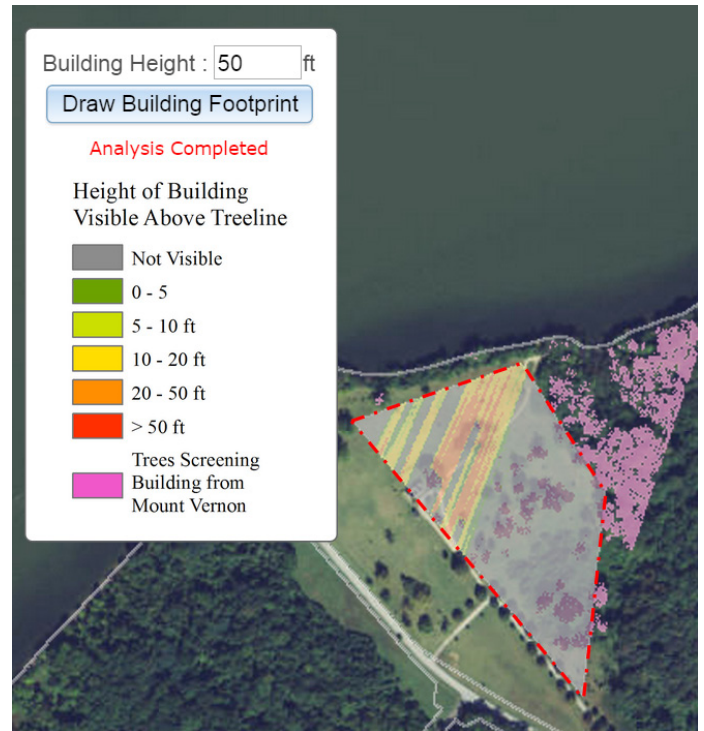 Building Height : 50 ft
Draw Building Footprint
Analysis Completed
Height of Building
Visible Above Treeline
Not Visible
0 - 5
5 - 10 ft
10 - 20 ft
20 - 50 ft
> 50 ft
Trees Screening
Building from
Mount Vernon